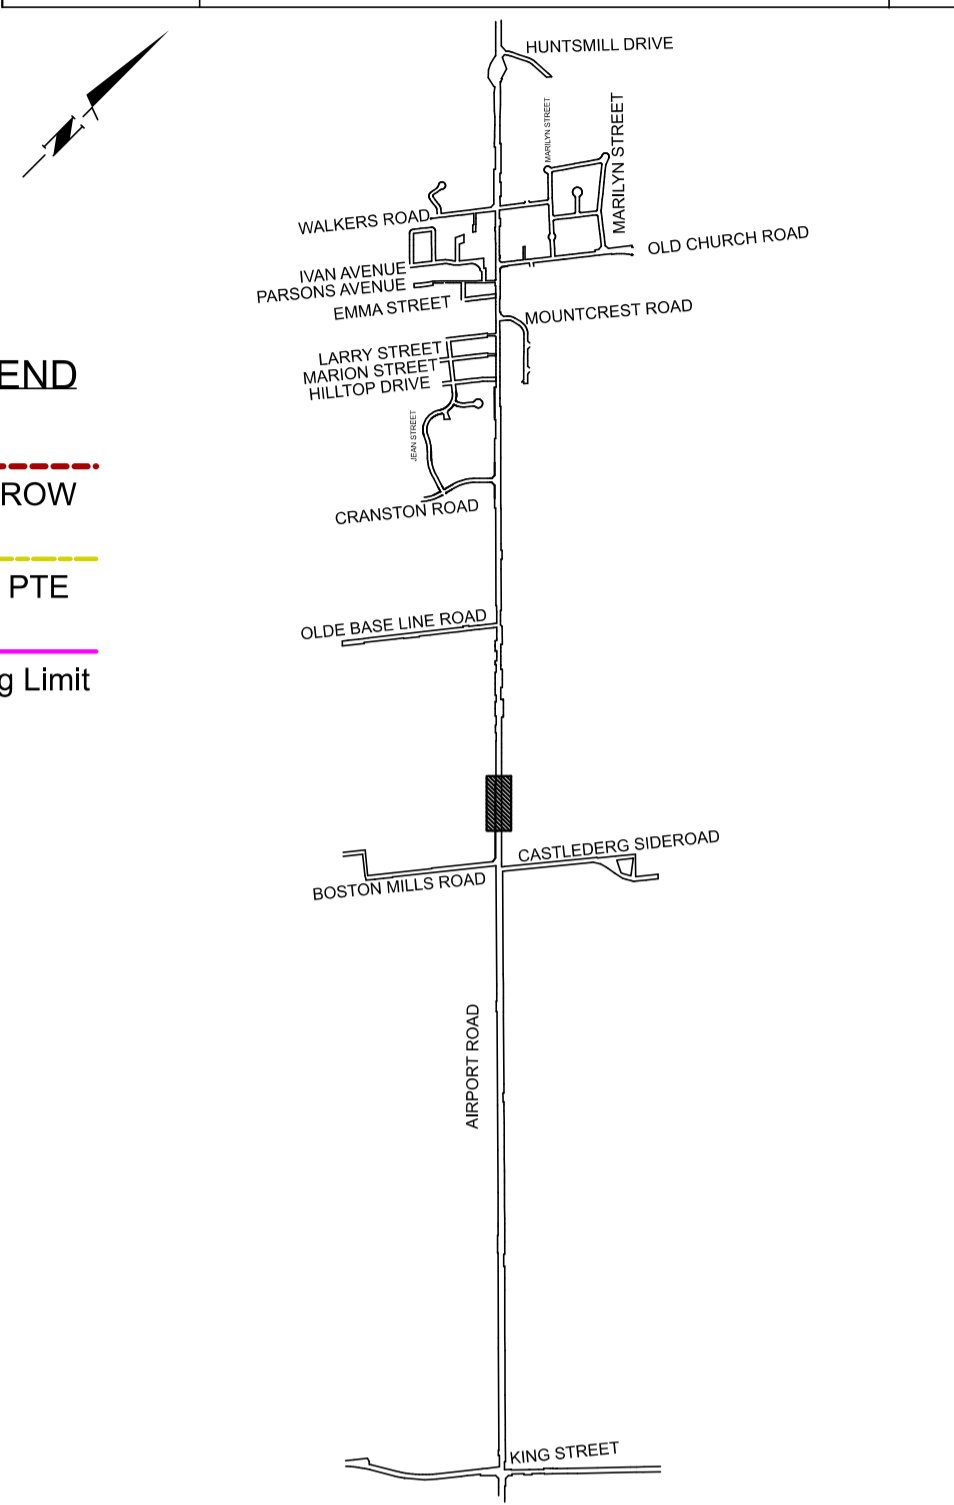 HUNTSMILL DRIVE
MARILYN STREET
MARILYN STREET
WALKERS ROAD
OLD CHURCH ROAD
IVAN AVENUE
PARSONS AVENUE
EMMA STREET
MOUNTCREST ROAD
LARRY STREET
MARION STREET
HILLTOP DRIVE
JEAN STREET
CRANSTON ROAD
OLDE BASE LINE ROAD
CASTLEDERG SIDEROAD
BOSTON MILLS ROAD
AIRPORT ROAD
KING STREET
N
END
ROW
PTE
g Limit